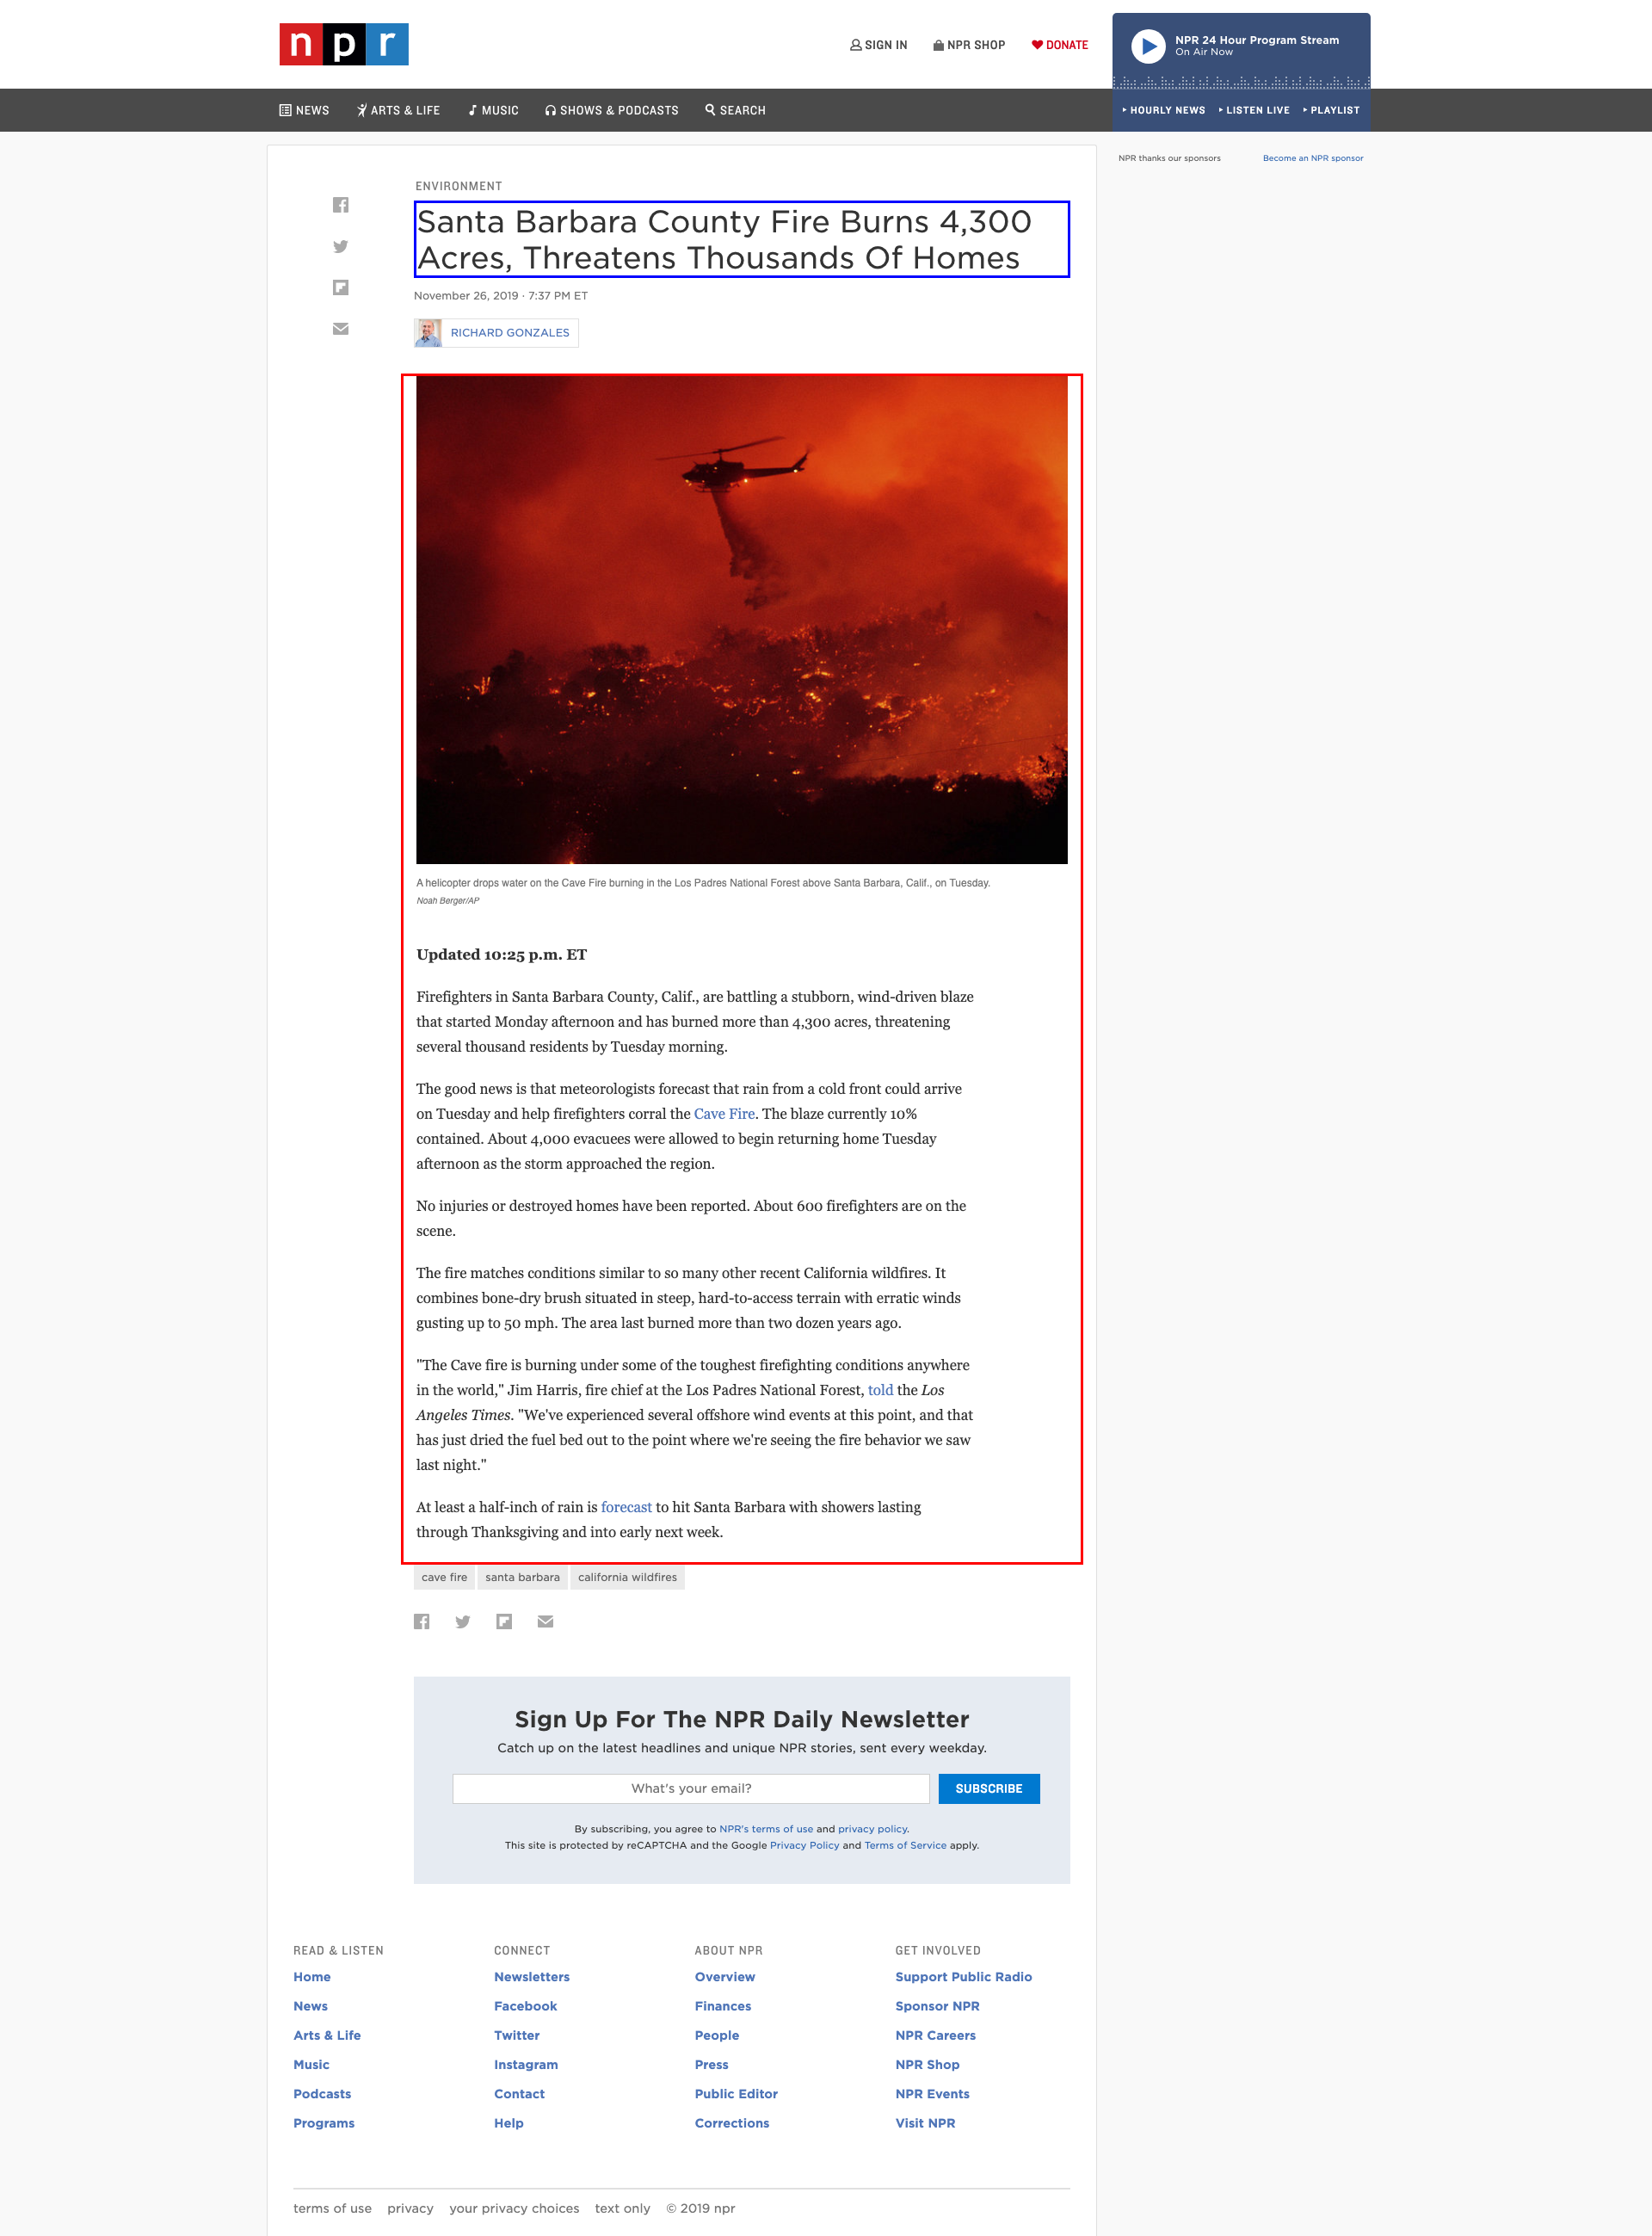 npr
SIGN IN
NPR SHOP
DONATE
NPR 24 Hour Program Stream
On Air Now
NEWS
ARTS & LIFE
MUSIC
SHOWS & PODCASTS
SEARCH
HOURLY NEWS
LISTEN LIVE
PLAYLIST
NPR thanks our sponsors
Become an NPR sponsor
ENVIRONMENT
Santa Barbara County Fire Burns 4,300
Acres, Threatens Thousands Of Homes
November 26, 2019 · 7:37 PM ET
RICHARD GONZALES
A helicopter drops water on the Cave Fire burning in the Los Padres National Forest above Santa Barbara, Calif., on Tuesday.
Noah Berger/AP
Updated 10:25 p.m. ET
Firefighters in Santa Barbara County, Calif., are battling a stubborn, wind-driven blaze
that started Monday afternoon and has burned more than 4,300 acres, threatening
several thousand residents by Tuesday morning.
The good news is that meteorologists forecast that rain from a cold front could arrive
on Tuesday and help firefighters corral the Cave Fire. The blaze currently 10%
contained. About 4,000 evacuees were allowed to begin returning home Tuesday
afternoon as the storm approached the region.
No injuries or destroyed homes have been reported. About 600 firefighters are on the
scene.
The fire matches conditions similar to so many other recent California wildfires. It
combines bone-dry brush situated in steep, hard-to-access terrain with erratic winds
gusting up to 50 mph. The area last burned more than two dozen years ago.
"The Cave fire is burning under some of the toughest firefighting conditions anywhere
in the world," Jim Harris, fire chief at the Los Padres National Forest, told the Los
Angeles Times. "We've experienced several offshore wind events at this point, and that
has just dried the fuel bed out to the point where we're seeing the fire behavior we saw
last night."
At least a half-inch of rain is forecast to hit Santa Barbara with showers lasting
through Thanksgiving and into early next week.
cave fire
santa barbara
california wildfires
Sign Up For The NPR Daily Newsletter
Catch up on the latest headlines and unique NPR stories, sent every weekday.
What's your email?
SUBSCRIBE
By subscribing, you agree to NPR's terms of use and privacy policy.
This site is protected by reCAPTCHA and the Google Privacy Policy and Terms of Service apply.
READ & LISTEN
Home
News
Arts & Life
Music
Podcasts
Programs
CONNECT
Newsletters
Facebook
Twitter
Instagram
Contact
Help
ABOUT NPR
Overview
Finances
People
Press
Public Editor
Corrections
GET INVOLVED
Support Public Radio
Sponsor NPR
NPR Careers
NPR Shop
NPR Events
Visit NPR
terms of use
privacy
your privacy choices
text only
© 2019 npr